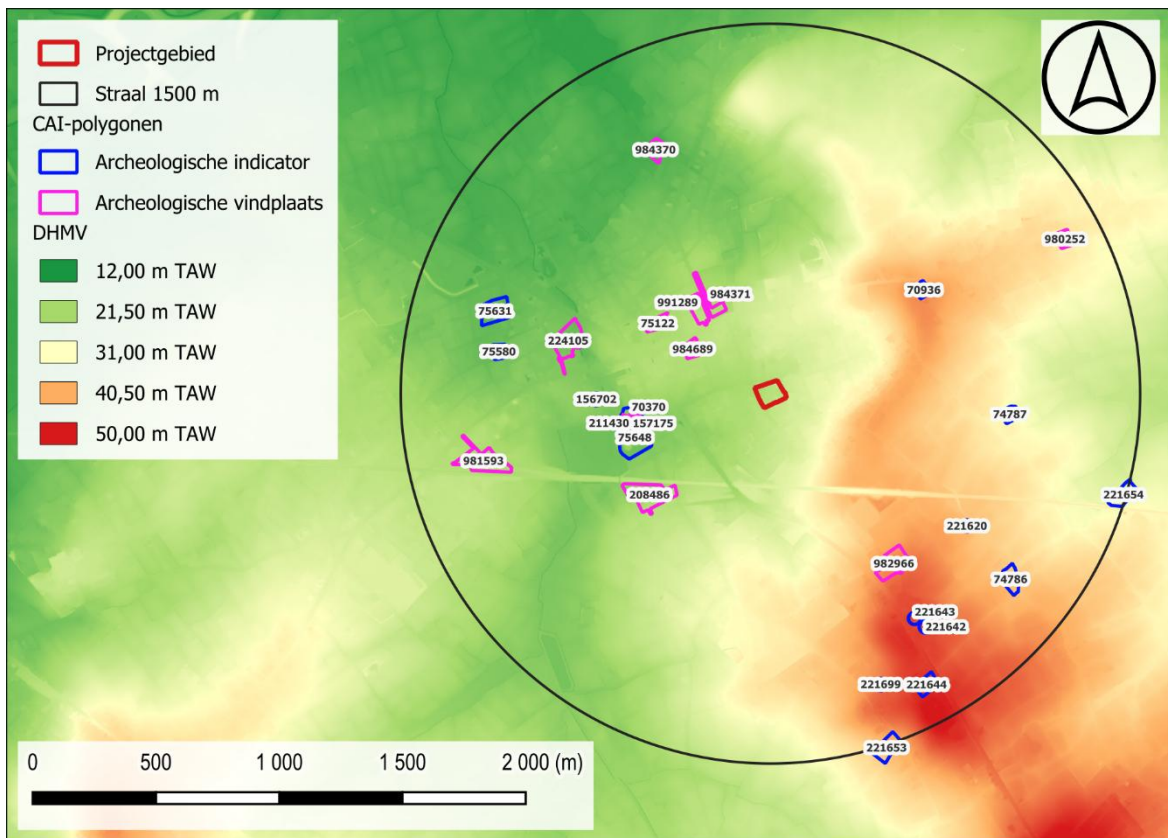 Projectgebied
Straal 1500 m
CAI-polygonen
Archeologische indicator
Archeologische vindplaats
DHMV
12,00 m TAW
21,50 m TAW
31,00 m TAW
40,50 m TAW
50,00 m TAW
984370
980252
70936
984371
991289
75631
75122
224105
984689
75580
156702
70370
74787
211430 157175
75648
981593
208486
221654
221620
982966
74786
221643
221642
221699 221644
221653
0 500 1 000 1 500 2 000 (m)